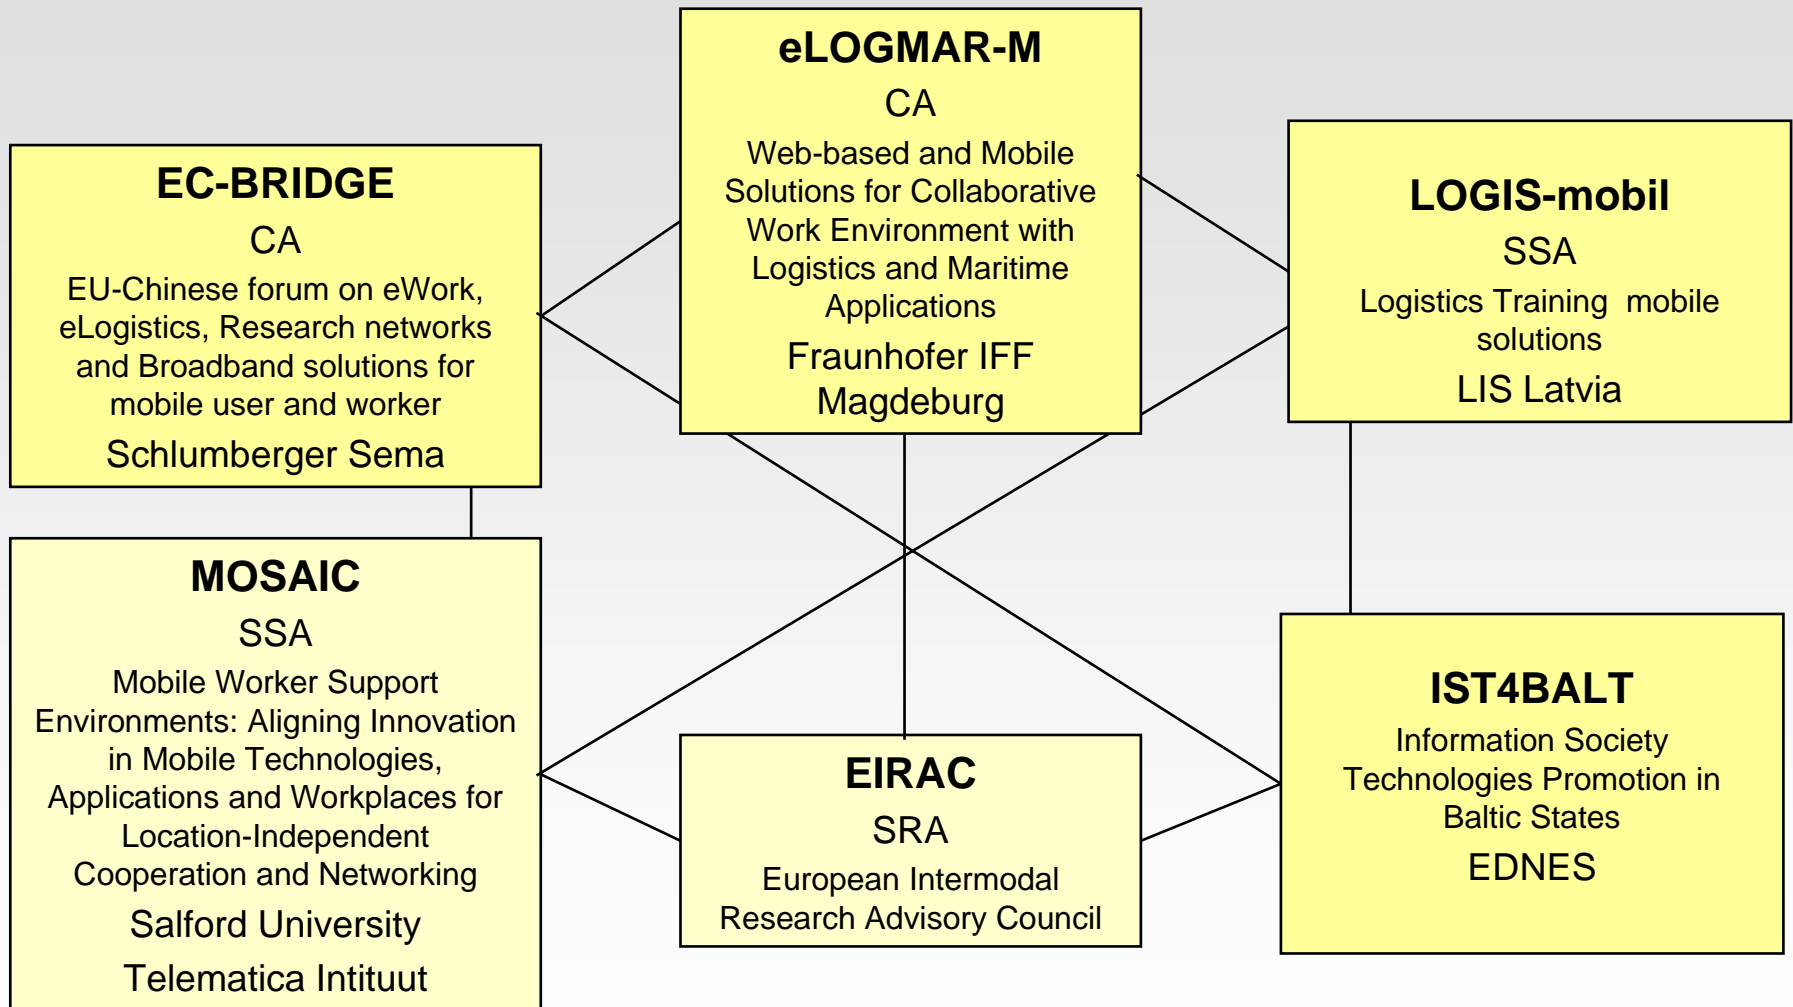 eLOGMAR-M
CA
Web-based and Mobile
Solutions for Collaborative
Work Environment with
Logistics and Maritime
Applications
Fraunhofer IFF
Magdeburg
EC-BRIDGE
CA
EU-Chinese forum on eWork,
eLogistics, Research networks
and Broadband solutions for
mobile user and worker
Schlumberger Sema
LOGIS-mobil
SSA
Logistics Training mobile
solutions
LIS Latvia
MOSAIC
SSA
Mobile Worker Support
Environments: Aligning Innovation
in Mobile Technologies,
Applications and Workplaces for
Location-Independent
Cooperation and Networking
Salford University
Telematica Intituut
EIRAC
SRA
European Intermodal
Research Advisory Council
IST4BALT
Information Society
Technologies Promotion in
Baltic States
EDNES